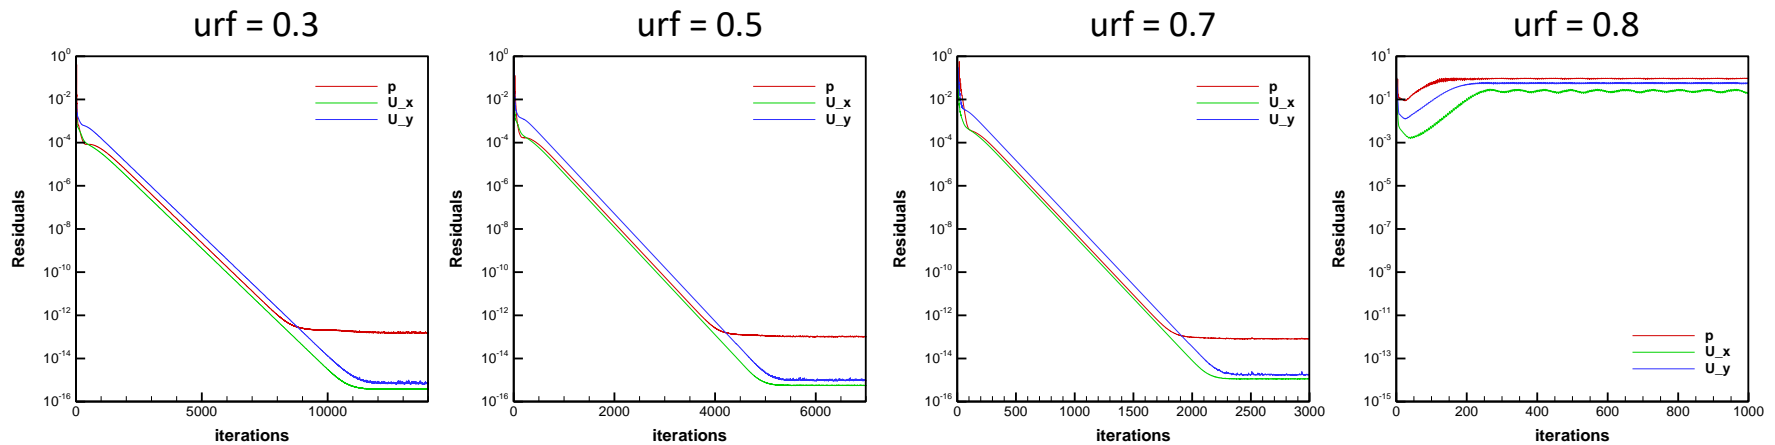 urf = 0.3
10^0
10^-2
10^-4
10^-6
10^-8
10^-10
10^-12
10^-14
10^-16
Residuals
p
U_x
U_y
0
5000
10000
iterations
urf = 0.5
10^0
10^-2
10^-4
10^-6
10^-8
10^-10
10^-12
10^-14
10^-16
Residuals
p
U_x
U_y
0
2000
4000
6000
iterations
urf = 0.7
10^0
10^-2
10^-4
10^-6
10^-8
10^-10
10^-12
10^-14
10^-16
Residuals
p
U_x
U_y
0
500
1000
1500
2000
2500
3000
iterations
urf = 0.8
10^1
10^-1
10^-3
10^-5
10^-7
10^-9
10^-11
10^-13
10^-15
Residuals
p
U_x
U_y
0
200
400
600
800
1000
iterations